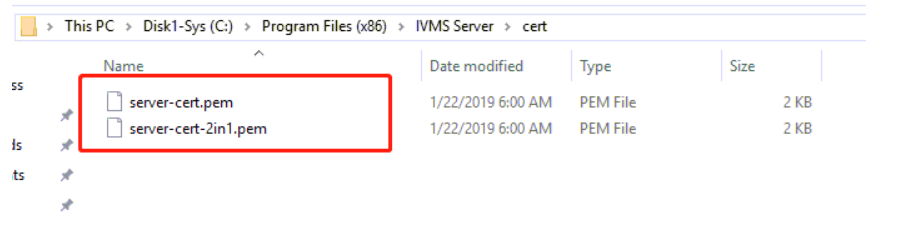 This PC > Disk1-Sys (C:) > Program Files (x86) > IVMS Server > cert
Name Date modified Type Size
ss
server-cert.pem 1/22/2019 6:00 AM PEM File 2 KB
server-cert-2in1.pem 1/22/2019 6:00 AM PEM File 2 KB
ds
ts